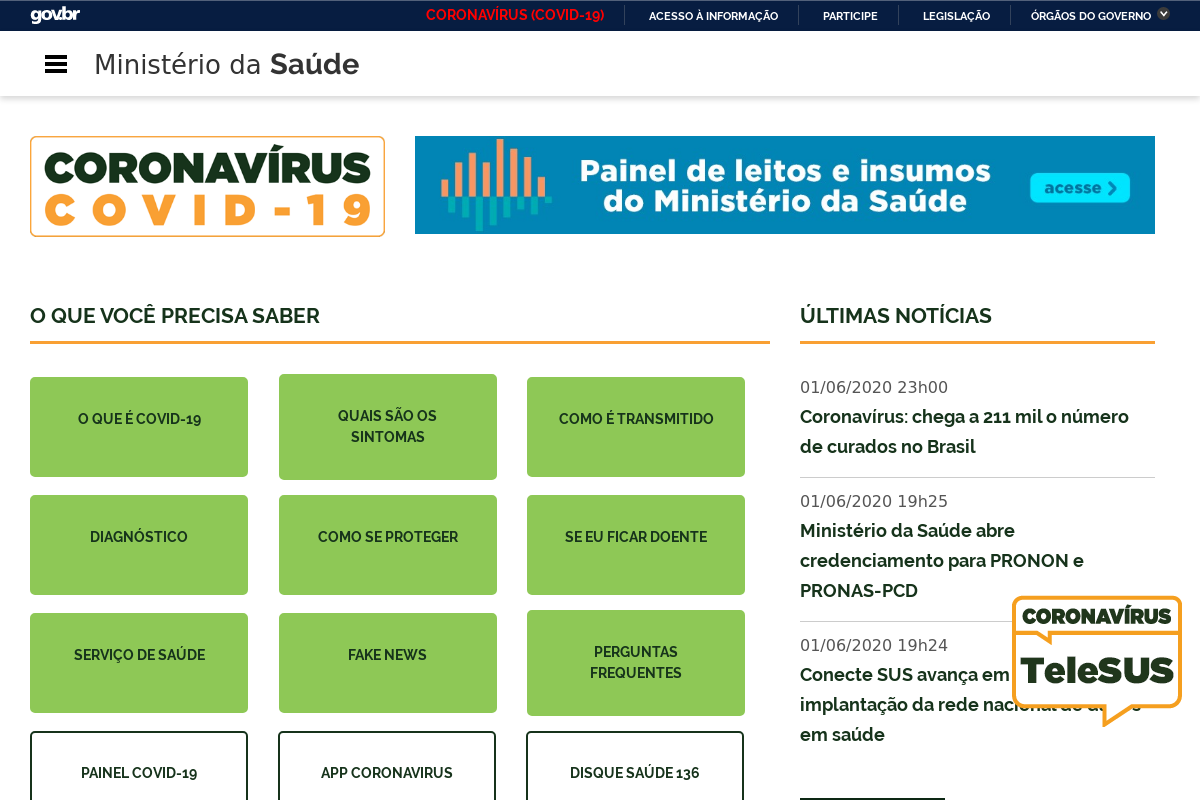 gov.br
CORONAVÍRUS (COVID-19)
ACESSO À INFORMAÇÃO
PARTICIPE
LEGISLAÇÃO
ÓRGÃOS DO GOVERNO
Ministério da Saúde
CORONAVÍRUS
COVID-19
Painel de leitos e insumos
do Ministério da Saúde
acesse
O QUE VOCÊ PRECISA SABER
O QUE É COVID-19
QUAIS SÃO OS
SINTOMAS
COMO É TRANSMITIDO
DIAGNÓSTICO
COMO SE PROTEGER
SE EU FICAR DOENTE
SERVIÇO DE SAÚDE
FAKE NEWS
PERGUNTAS
FREQUENTES
PAINEL COVID-19
APP CORONAVIRUS
DISQUE SAÚDE 136
ÚLTIMAS NOTÍCIAS
01/06/2020 23h00
Coronavírus: chega a 211 mil o número
de curados no Brasil
01/06/2020 19h25
Ministério da Saúde abre
credenciamento para PRONON e
PRONAS-PCD
01/06/2020 19h24
Conecte SUS avança em
implantação da rede nacional de
em saúde
CORONAVÍRUS
TeleSUS